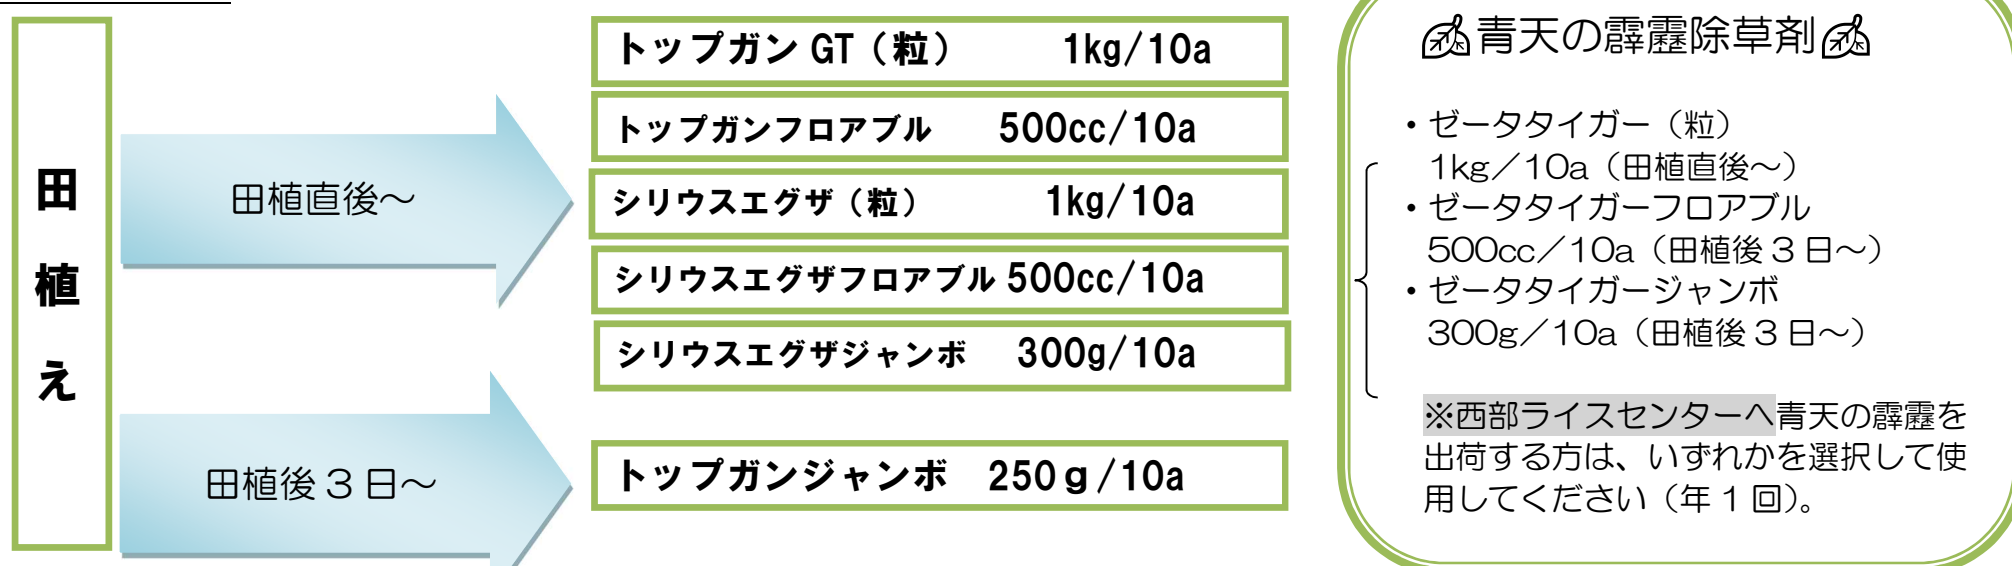 田植え
田植直後～
トップガンGT（粒） 1kg/10a
トップガンフロアブル 500cc/10a
シリウスエグザ（粒） 1kg/10a
シリウスエグザフロアブル 500cc/10a
シリウスエグザジャンボ 300g/10a
田植後3日～
トップガンジャンボ 250ｇ/10a
青天の霹靂除草剤
・ゼータタイガー（粒）
1kg／10a（田植直後～）
・ゼータタイガーフロアブル
500cc／10a（田植後3日～）
・ゼータタイガージャンボ
300g／10a（田植後3日～）
※西部ライスセンターへ青天の霹靂を
出荷する方は、いずれかを選択して使
用してください（年1回）。